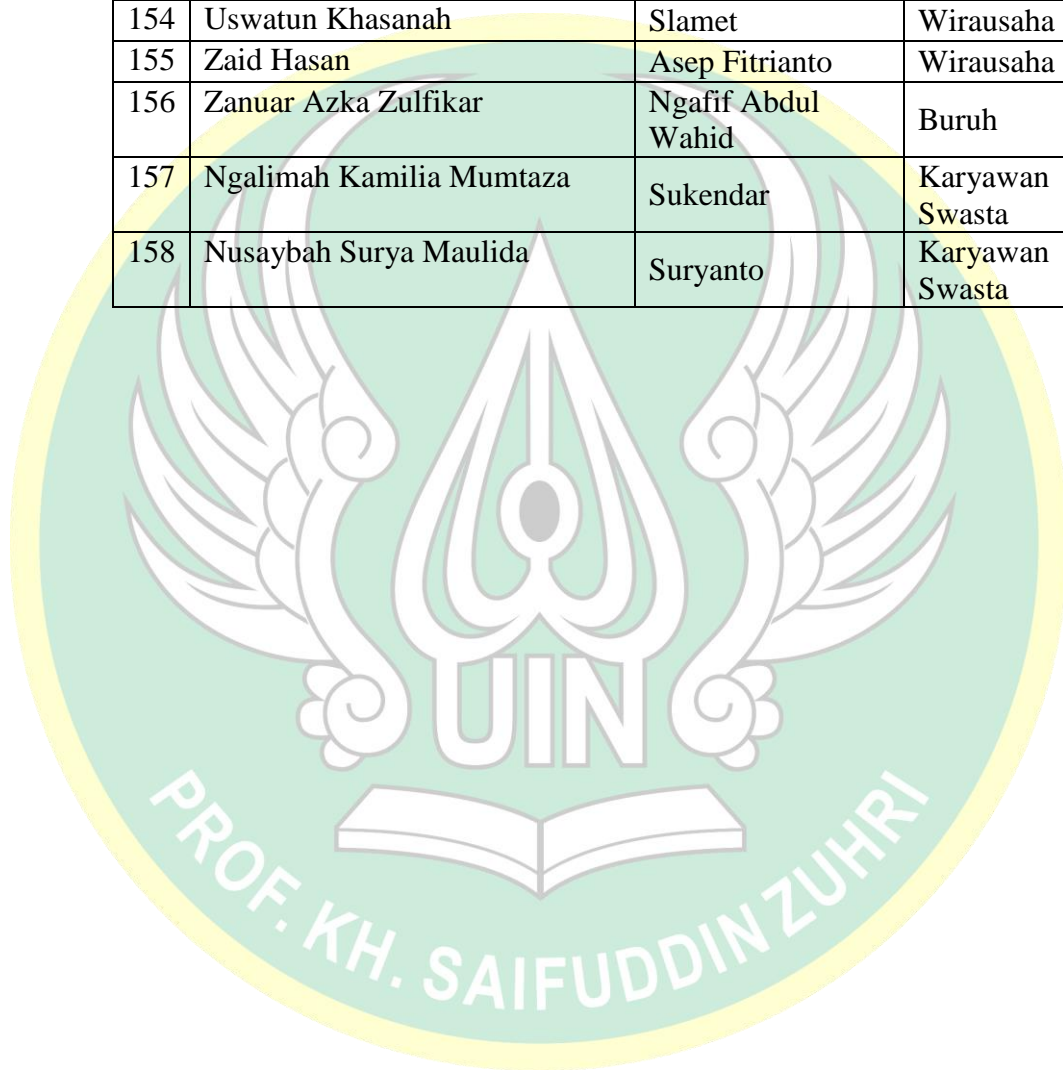 154 Uswatun Khasanah Slamet Wirausaha
155 Zaid Hasan Asep Fitrianto Wirausaha
156 Zanuar Azka Zulfikar Ngafif Abdul
Wahid Buruh
157 Ngalimah Kamilia Mumtaza Sukendar Karyawan
Swasta
158 Nusaybah Surya Maulida Suryanto Karyawan
Swasta
UIN
PROF. KH. SAIFUDDIN ZUHRI